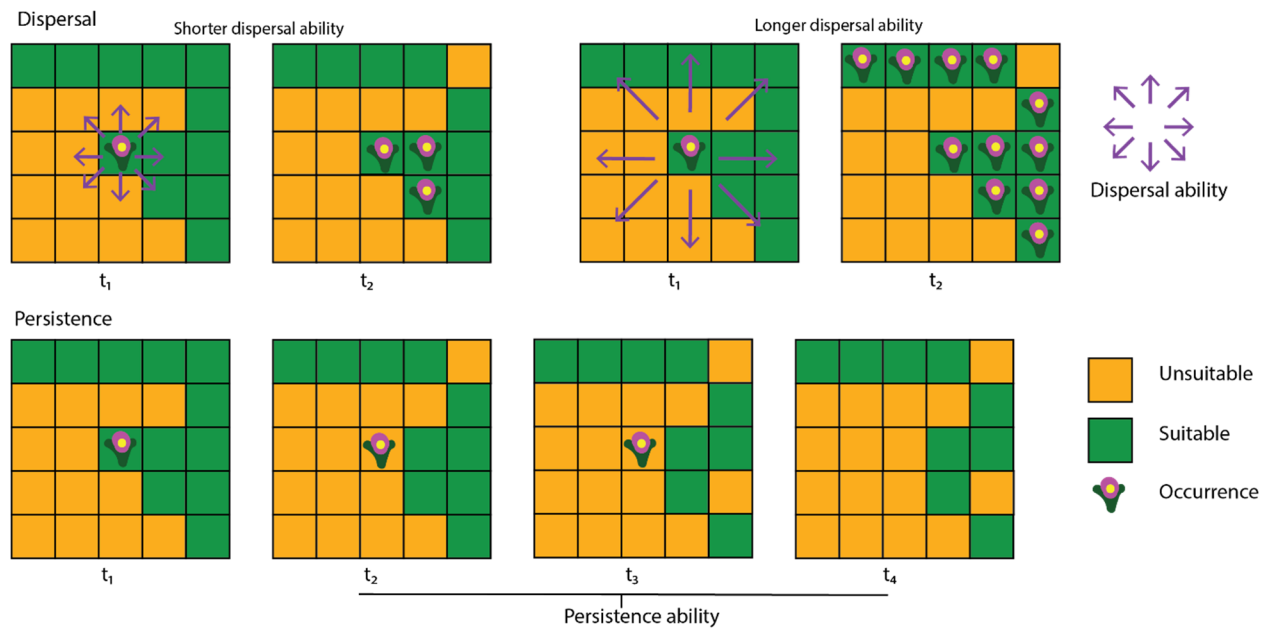 Dispersal
Shorter dispersal ability
Longer dispersal ability
t₁
t₂
t₁
t₂
Dispersal ability
Persistence
t₁
t₂
t₃
t₄
Persistence ability
Unsuitable
Suitable
Occurrence